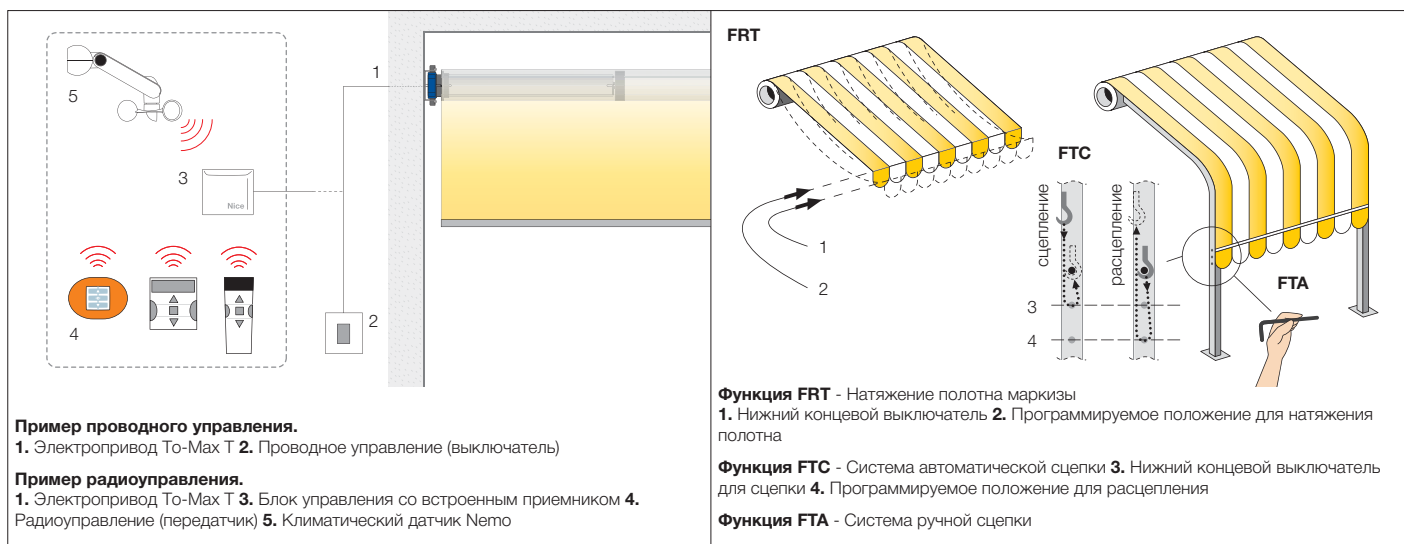 5
1
3
Nice
4
2
Пример проводного управления.
1. Электропривод To-Max T 2. Проводное управление (выключатель)
Пример радиоуправления.
1. Электропривод To-Max T 3. Блок управления со встроенным приемником 4.
Радиоуправление (передатчик) 5. Климатический датчик Nemo
FRT
1
2
FTC
сцепление
расцепление
3
4
FTA
Функция FRT - Натяжение полотна маркизы
1. Нижний концевой выключатель 2. Программируемое положение для натяжения
полотна
Функция FTC - Система автоматической сцепки 3. Нижний концевой выключатель
для сцепки 4. Программируемое положение для расцепления
Функция FTA - Система ручной сцепки